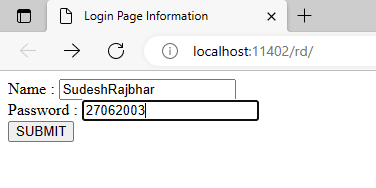 Login Page Information
localhost:11402/rd/
Name : SudeshRajbhar
Password : 27062003
SUBMIT